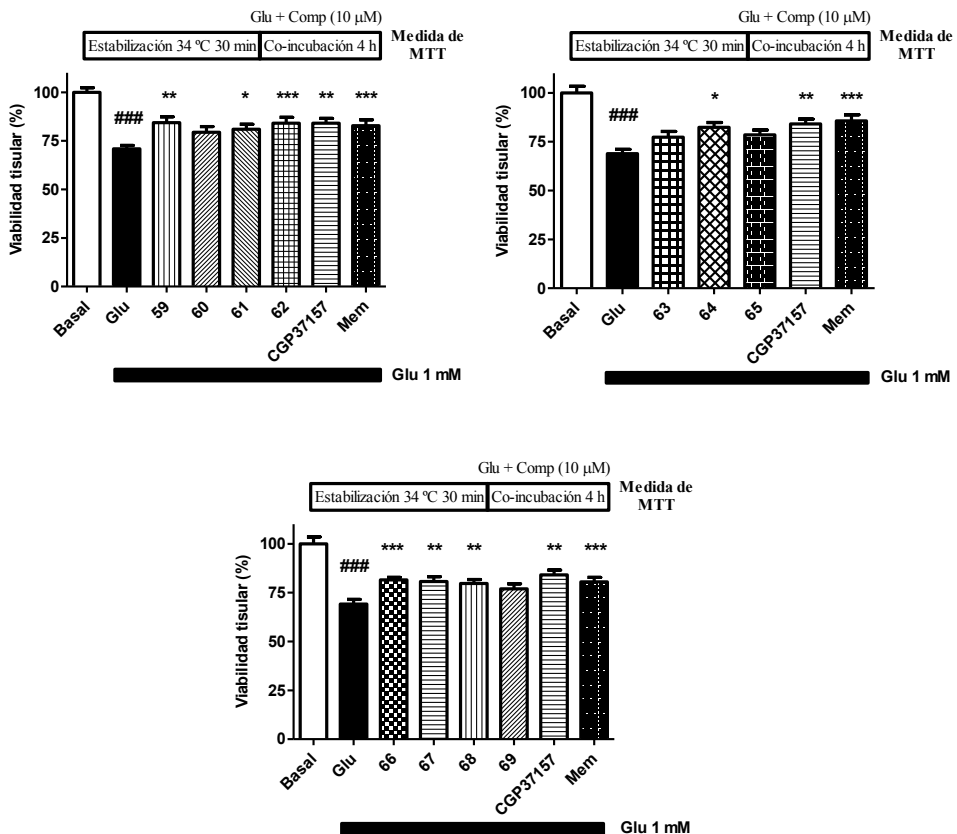 Glu + Comp (10 μM)
Estabilización 34 ºC 30 min
Co-incubación 4 h
Medida de
MTT
Viabilidad tisular (%)
100
75
50
25
0
###
**
*
***
**
***
Basal
Glu
59
60
61
62
CGP37157
Mem
Glu 1 mM
Glu + Comp (10 μM)
Estabilización 34 ºC 30 min
Co-incubación 4 h
Medida de
MTT
Viabilidad tisular (%)
100
75
50
25
0
###
*
**
***
Basal
Glu
63
64
65
CGP37157
Mem
Glu 1 mM
Glu + Comp (10 μM)
Estabilización 34 ºC 30 min
Co-incubación 4 h
Medida de
MTT
Viabilidad tisular (%)
100
75
50
25
0
###
***
**
**
**
***
Basal
Glu
66
67
68
69
CGP37157
Mem
Glu 1 mM